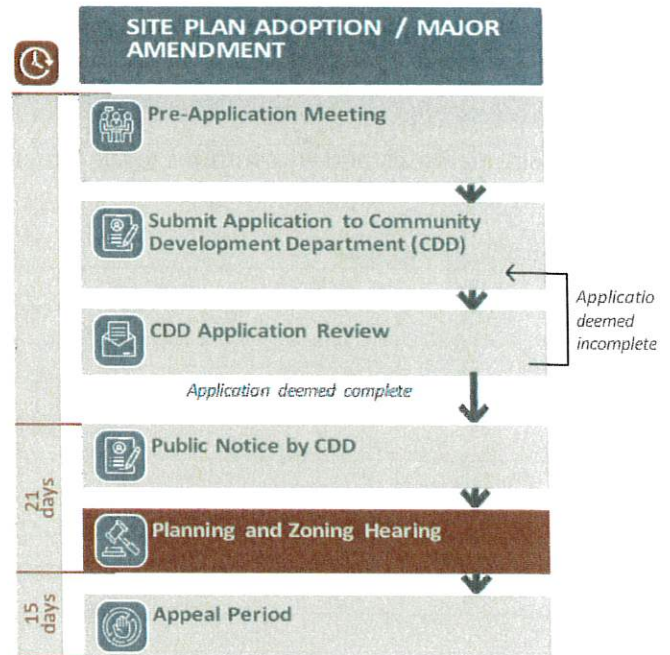 SITE PLAN ADOPTION / MAJOR
AMENDMENT
Pre-Application Meeting
Submit Application to Community
Development Department (CDD)
Applicatio
deemed
incomplete
CDD Application Review
Application deemed complete
Public Notice by CDD
21
days
Planning and Zoning Hearing
15
days
Appeal Period